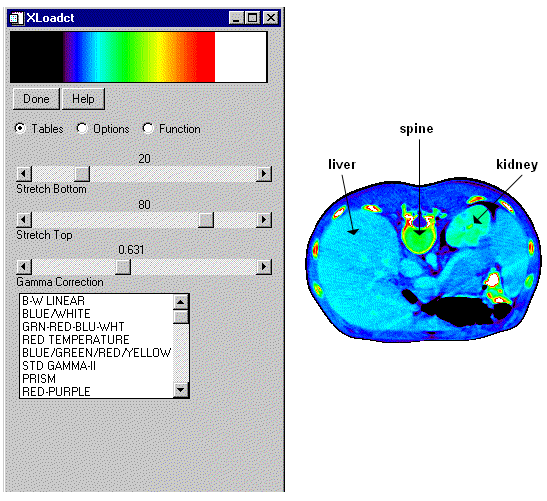 XLoadct
Done Help
Tables Options Function
20
Stretch Bottom
80
Stretch Top
0.631
Gamma Correction
B-W LINEAR
BLUE/WHITE
GRN-RED-BLU-WHT
RED TEMPERATURE
BLUE/GREEN/RED/YELLOW
STD GAMMA-II
PRISM
RED-PURPLE
spine
liver kidney